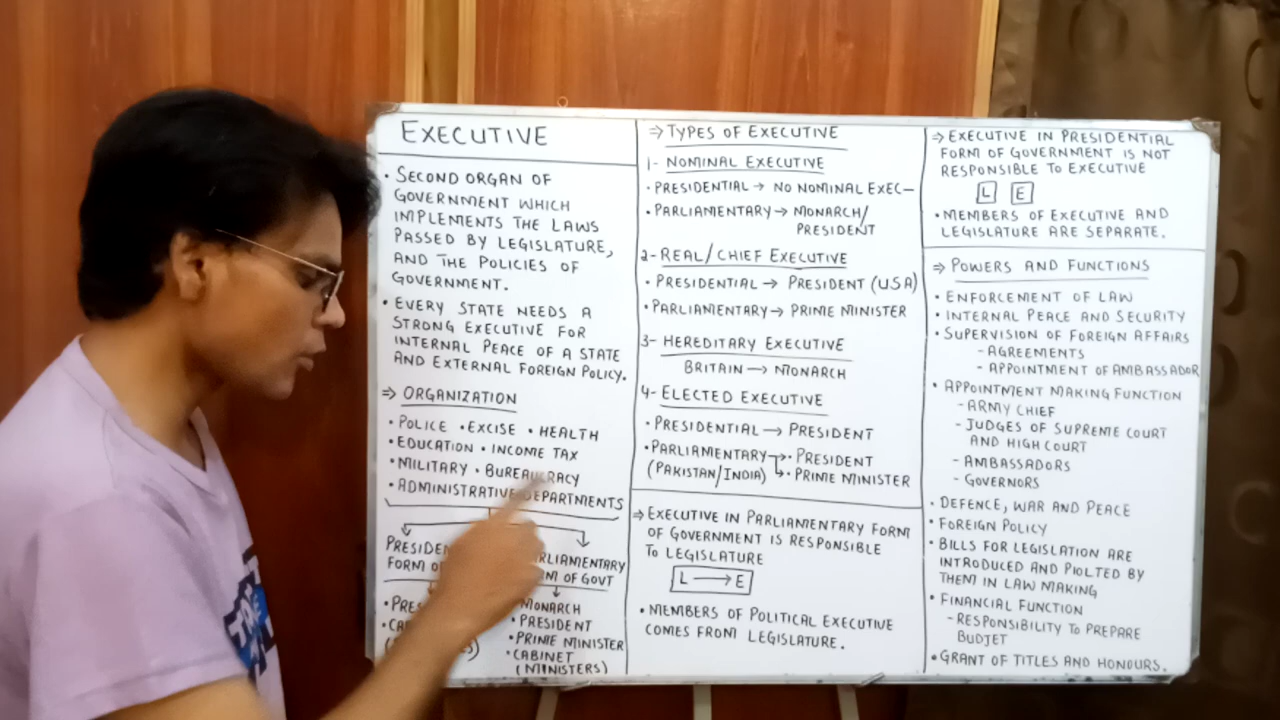 EXECUTIVE
• SECOND ORGAN OF
GOVERNMENT WHICH
IMPLEMENTS THE LAWS
PASSED BY LEGISLATURE,
AND THE POLICIES OF
GOVERNMENT.
• EVERY STATE NEEDS A
STRONG EXECUTIVE FOR
INTERNAL PEACE OF A STATE
AND EXTERNAL FOREIGN POLICY.
⇒ ORGANIZATION
• POLICE • EXCISE • HEALTH
• EDUCATION • INCOME TAX
• MILITARY • BUREAUCRACY
• ADMINISTRATIVE DEPARTMENTS
FORM
• MONARCH
• PRESIDENT
• PRIME MINISTER
• CABINET
(MINISTERS)
⇒ TYPES OF EXECUTIVE
1- NOMINAL EXECUTIVE
• PRESIDENTIAL → NO NOMINAL EXEC-
• PARLIAMENTARY → MONARCH/
PRESIDENT
2- REAL/CHIEF EXECUTIVE
• PRESIDENTIAL → PRESIDENT (USA)
• PARLIAMENTARY → PRIME MINISTER
3- HEREDITARY EXECUTIVE
BRITAIN → MONARCH
4- ELECTED EXECUTIVE
• PRESIDENTIAL → PRESIDENT
• PARLIAMENTARY → • PRESIDENT
(PAKISTAN/INDIA) ↳ • PRIME MINISTER
⇒ EXECUTIVE IN PARLIAMENTARY FORM
OF GOVERNMENT IS RESPONSIBLE
TO LEGISLATURE
L → E
• MEMBERS OF POLITICAL EXECUTIVE
COMES FROM LEGISLATURE.
⇒ EXECUTIVE IN PRESIDENTIAL
FORM OF GOVERNMENT IS NOT
RESPONSIBLE TO EXECUTIVE
L E
• MEMBERS OF EXECUTIVE AND
LEGISLATURE ARE SEPARATE.
⇒ POWERS AND FUNCTIONS
• ENFORCEMENT OF LAW
• INTERNAL PEACE AND SECURITY
• SUPERVISION OF FOREIGN AFFAIRS
- AGREEMENTS
- APPOINTMENT OF AMBASSADOR
• APPOINTMENT MAKING FUNCTION
- ARMY CHIEF
- JUDGES OF SUPREME COURT
AND HIGH COURT
- AMBASSADORS
- GOVERNORS
• DEFENCE, WAR AND PEACE
• FOREIGN POLICY
• BILLS FOR LEGISLATION ARE
INTRODUCED AND PIOLTED BY
THEM IN LAW MAKING
• FINANCIAL FUNCTION
- RESPONSIBILITY TO PREPARE
BUDJET
• GRANT OF TITLES AND HONOURS.